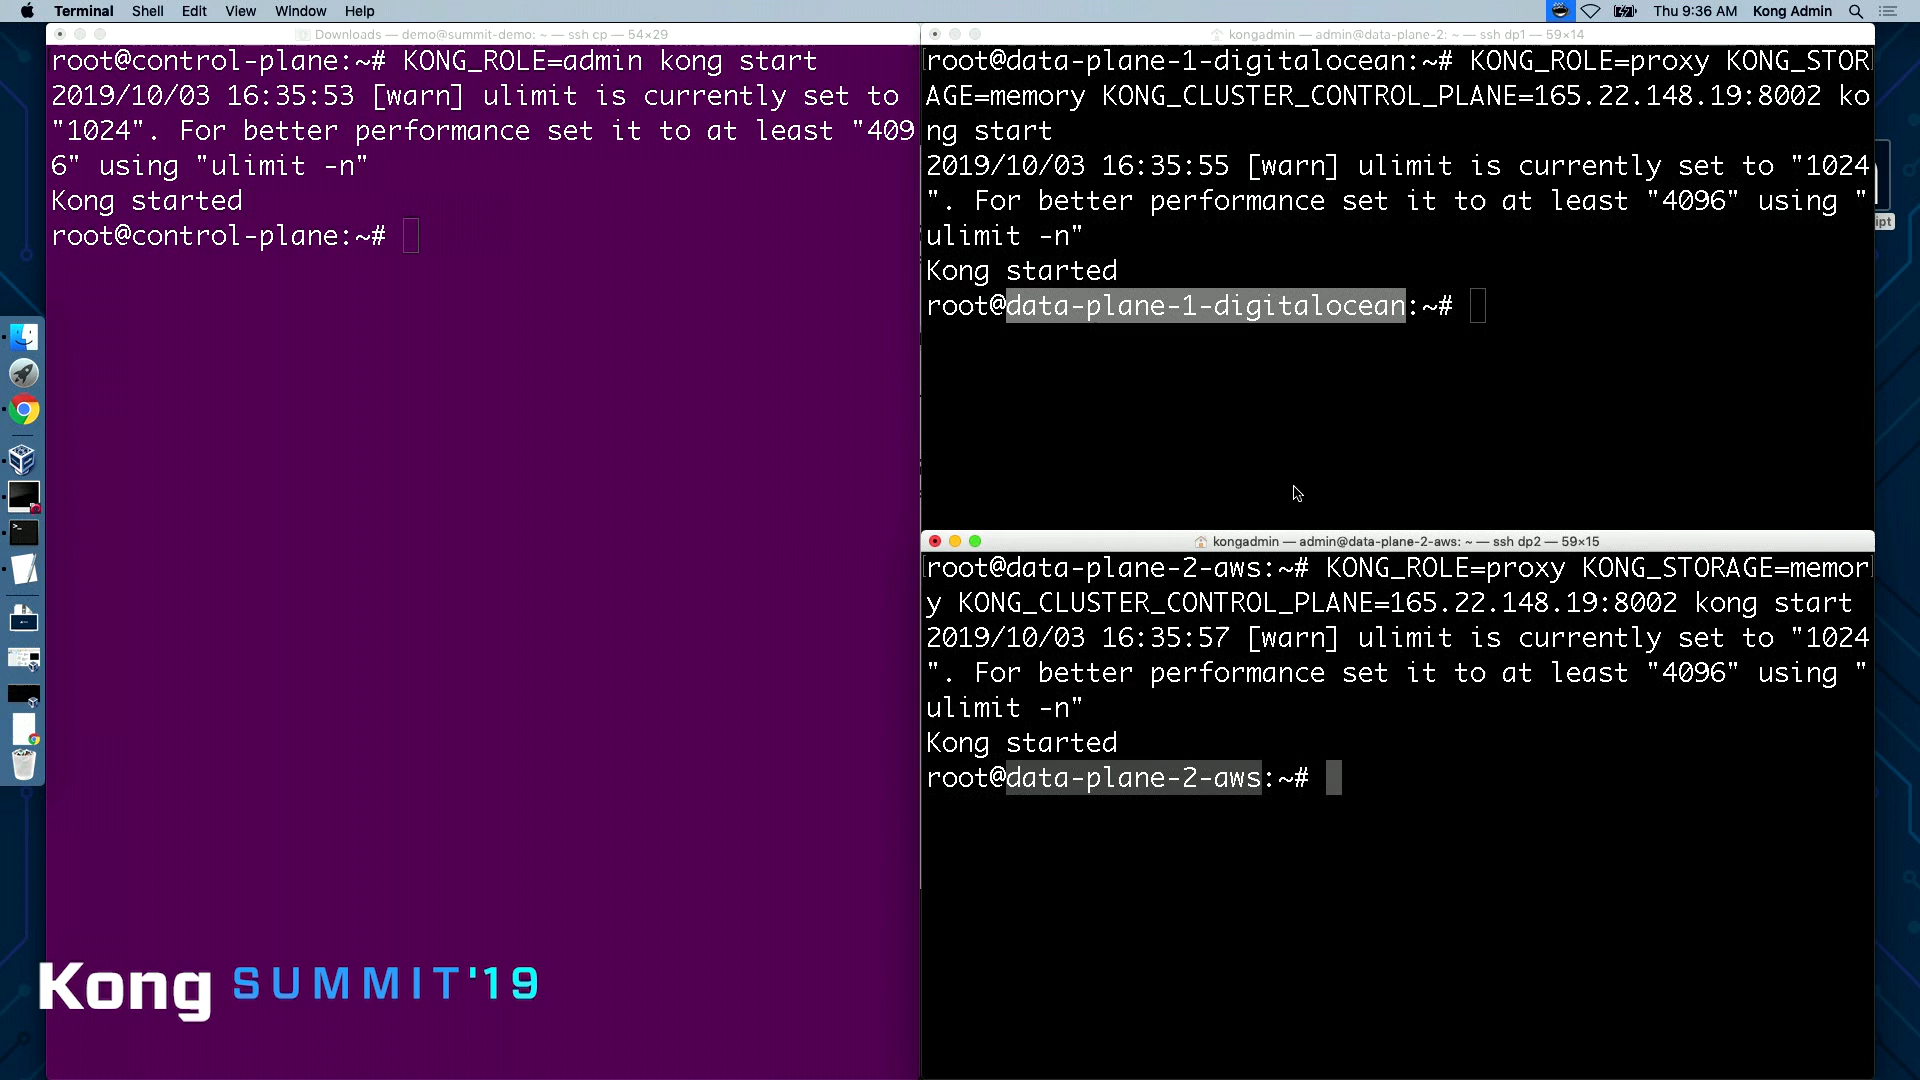 Terminal Shell Edit View Window Help
Thu 9:36 AM Kong Admin
Downloads — demo@summit-demo: ~ — ssh cp — 54×29
root@control-plane:~# KONG_ROLE=admin kong start
2019/10/03 16:35:53 [warn] ulimit is currently set to
"1024". For better performance set it to at least "409
6" using "ulimit -n"
Kong started
root@control-plane:~#
kongadmin — admin@data-plane-2: ~ — ssh dp1 — 59×14
root@data-plane-1-digitalocean:~# KONG_ROLE=proxy KONG_STOR
AGE=memory KONG_CLUSTER_CONTROL_PLANE=165.22.148.19:8002 ko
ng start
2019/10/03 16:35:55 [warn] ulimit is currently set to "1024
". For better performance set it to at least "4096" using "
ulimit -n"
Kong started
root@data-plane-1-digitalocean:~#
ipt
kongadmin — admin@data-plane-2-aws: ~ — ssh dp2 — 59×15
root@data-plane-2-aws:~# KONG_ROLE=proxy KONG_STORAGE=memor
y KONG_CLUSTER_CONTROL_PLANE=165.22.148.19:8002 kong start
2019/10/03 16:35:57 [warn] ulimit is currently set to "1024
". For better performance set it to at least "4096" using "
ulimit -n"
Kong started
root@data-plane-2-aws:~#
Kong SUMMIT'19